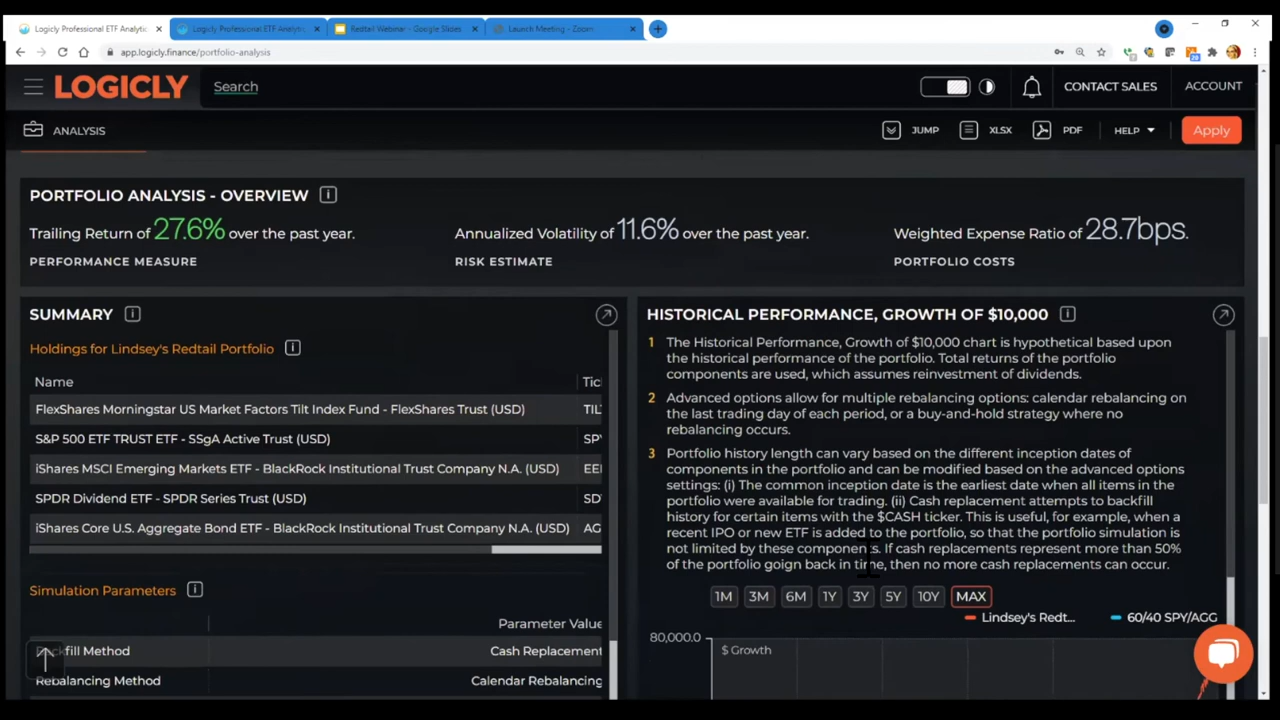 Logicly Professional ETF Analytic
Logicly Professional ETF Analytic
Redtail Webinar - Google Slides
Launch Meeting - Zoom
app.logicly.finance/portfolio-analysis
LOGICLY
Search
CONTACT SALES
ACCOUNT
ANALYSIS
JUMP
XLSX
PDF
HELP
Apply
PORTFOLIO ANALYSIS - OVERVIEW
Trailing Return of 27.6% over the past year.
PERFORMANCE MEASURE
Annualized Volatility of 11.6% over the past year.
RISK ESTIMATE
Weighted Expense Ratio of 28.7bps.
PORTFOLIO COSTS
SUMMARY
Holdings for Lindsey's Redtail Portfolio
Name Tic
FlexShares Morningstar US Market Factors Tilt Index Fund - FlexShares Trust (USD) TIL
S&P 500 ETF TRUST ETF - SSgA Active Trust (USD) SP
iShares MSCI Emerging Markets ETF - BlackRock Institutional Trust Company N.A. (USD) EE
SPDR Dividend ETF - SPDR Series Trust (USD) SD
iShares Core U.S. Aggregate Bond ETF - BlackRock Institutional Trust Company N.A. (USD) AG
Simulation Parameters
Parameter Value
fill Method Cash Replacement
Rebalancing Method Calendar Rebalancing
HISTORICAL PERFORMANCE, GROWTH OF $10,000
1 The Historical Performance, Growth of $10,000 chart is hypothetical based upon
the historical performance of the portfolio. Total returns of the portfolio
components are used, which assumes reinvestment of dividends.
2 Advanced options allow for multiple rebalancing options: calendar rebalancing on
the last trading day of each period, or a buy-and-hold strategy where no
rebalancing occurs.
3 Portfolio history length can vary based on the different inception dates of
components in the portfolio and can be modified based on the advanced options
settings: (i) The common inception date is the earliest date when all items in the
portfolio were available for trading. (ii) Cash replacement attempts to backfill
history for certain items with the $CASH ticker. This is useful, for example, when a
recent IPO or new ETF is added to the portfolio, so that the portfolio simulation is
not limited by these components. If cash replacements represent more than 50%
of the portfolio goign back in time, then no more cash replacements can occur.
1M 3M 6M 1Y 3Y 5Y 10Y MAX
Lindsey's Redt... 60/40 SPY/AGG
80,000.0
$ Growth